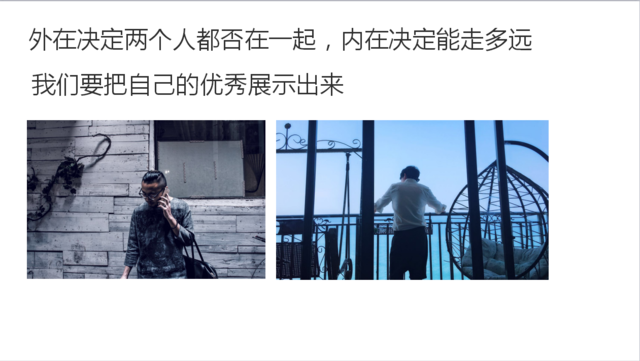 外在决定两个人都否在一起，内在决定能走多远
我们要把自己的优秀展示出来